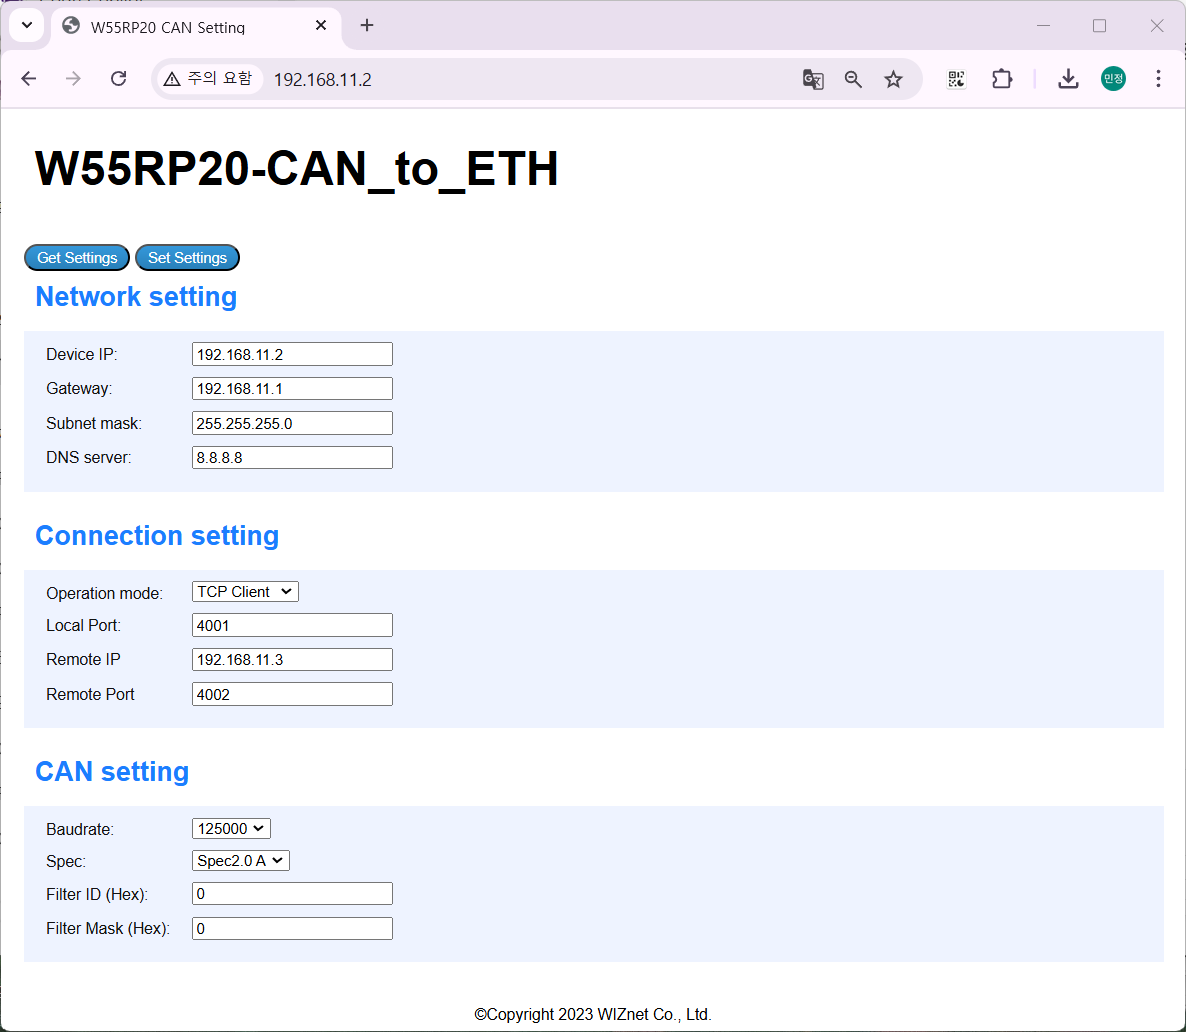 W55RP20 CAN Setting
주의 요함 192.168.11.2 민정
W55RP20-CAN_to_ETH
Get Settings Set Settings
Network setting
Device IP: 192.168.11.2
Gateway: 192.168.11.1
Subnet mask: 255.255.255.0
DNS server: 8.8.8.8
Connection setting
Operation mode: TCP Client
Local Port: 4001
Remote IP 192.168.11.3
Remote Port 4002
CAN setting
Baudrate: 125000
Spec: Spec2.0 A
Filter ID (Hex): 0
Filter Mask (Hex): 0
©Copyright 2023 WIZnet Co., Ltd.